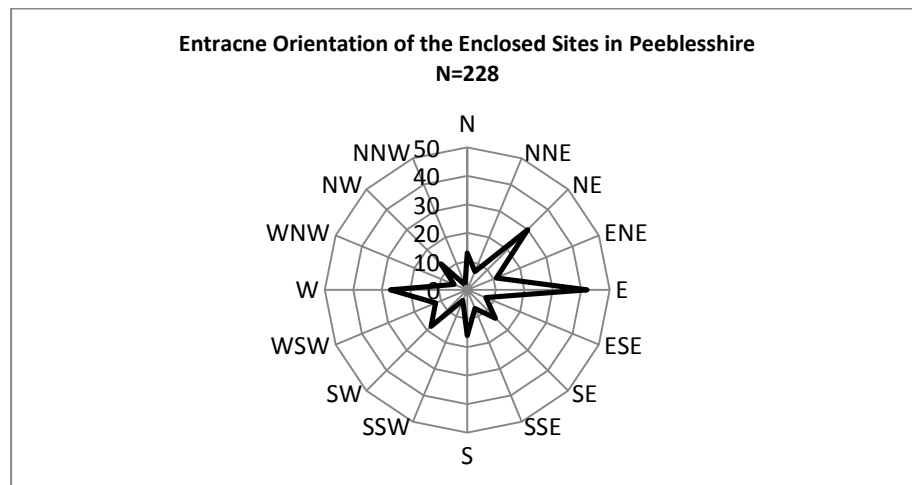 Entracne Orientation of the Enclosed Sites in Peeblesshire
N=228
N
NNE
NE
ENE
E
ESE
SE
SSE
S
SSW
SW
WSW
W
WNW
NW
NNW
50
40
30
20
10
0